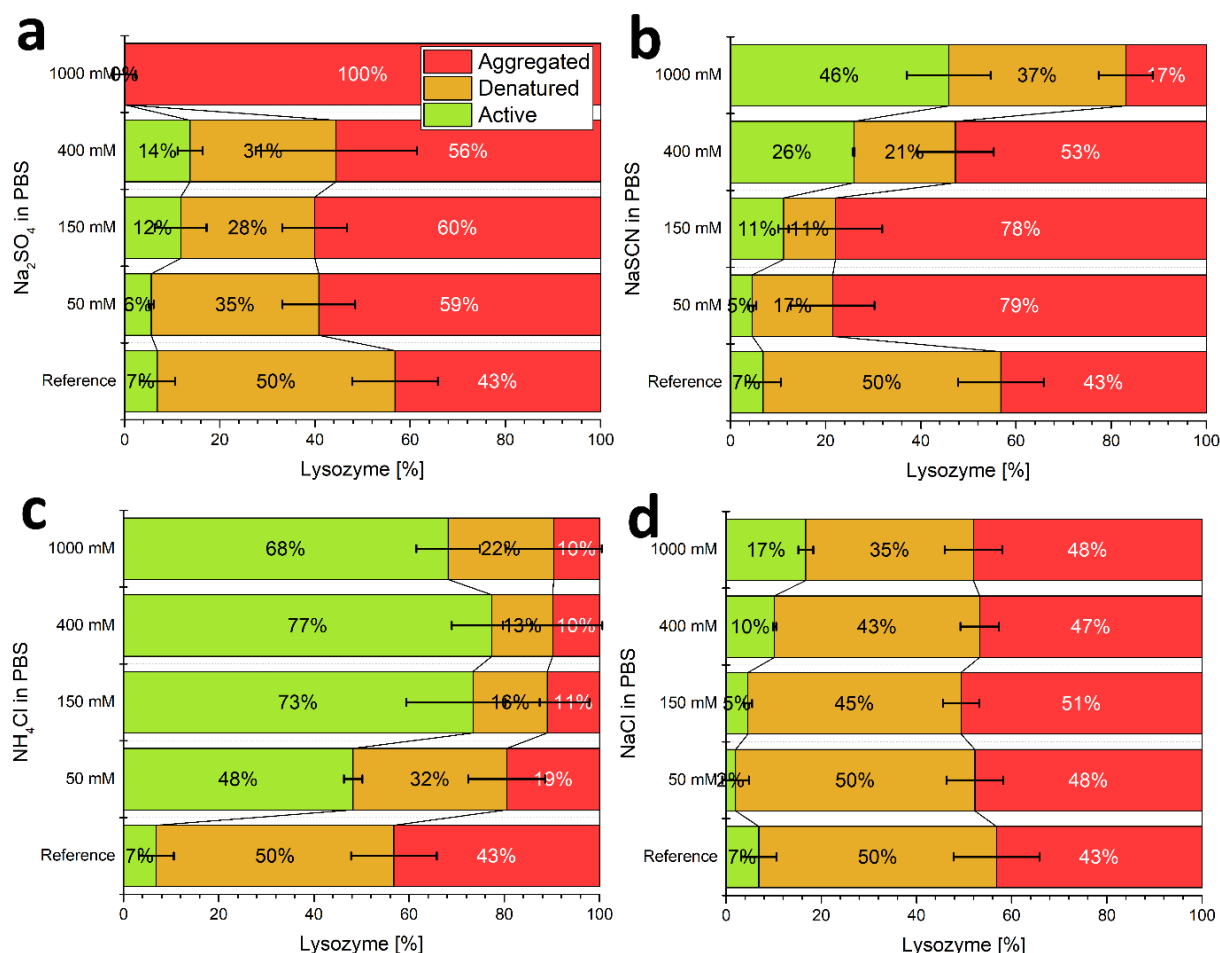 a
Aggregated
Denatured
Active
Na₂SO₄ in PBS
1000 mM 0% 100%
400 mM 14% 31% 56%
150 mM 12% 28% 60%
50 mM 6% 35% 59%
Reference 7% 50% 43%
0 20 40 60 80 100
Lysozyme [%]
b
NaSCN in PBS
1000 mM 46% 37% 17%
400 mM 26% 21% 53%
150 mM 11% 11% 78%
50 mM 5% 17% 79%
Reference 7% 50% 43%
0 20 40 60 80 100
Lysozyme [%]
c
NH₄Cl in PBS
1000 mM 68% 22% 10%
400 mM 77% 13% 10%
150 mM 73% 16% 11%
50 mM 48% 32% 19%
Reference 7% 50% 43%
0 20 40 60 80 100
Lysozyme [%]
d
NaCl in PBS
1000 mM 17% 35% 48%
400 mM 10% 43% 47%
150 mM 5% 45% 51%
50 mM 2% 50% 48%
Reference 7% 50% 43%
0 20 40 60 80 100
Lysozyme [%]